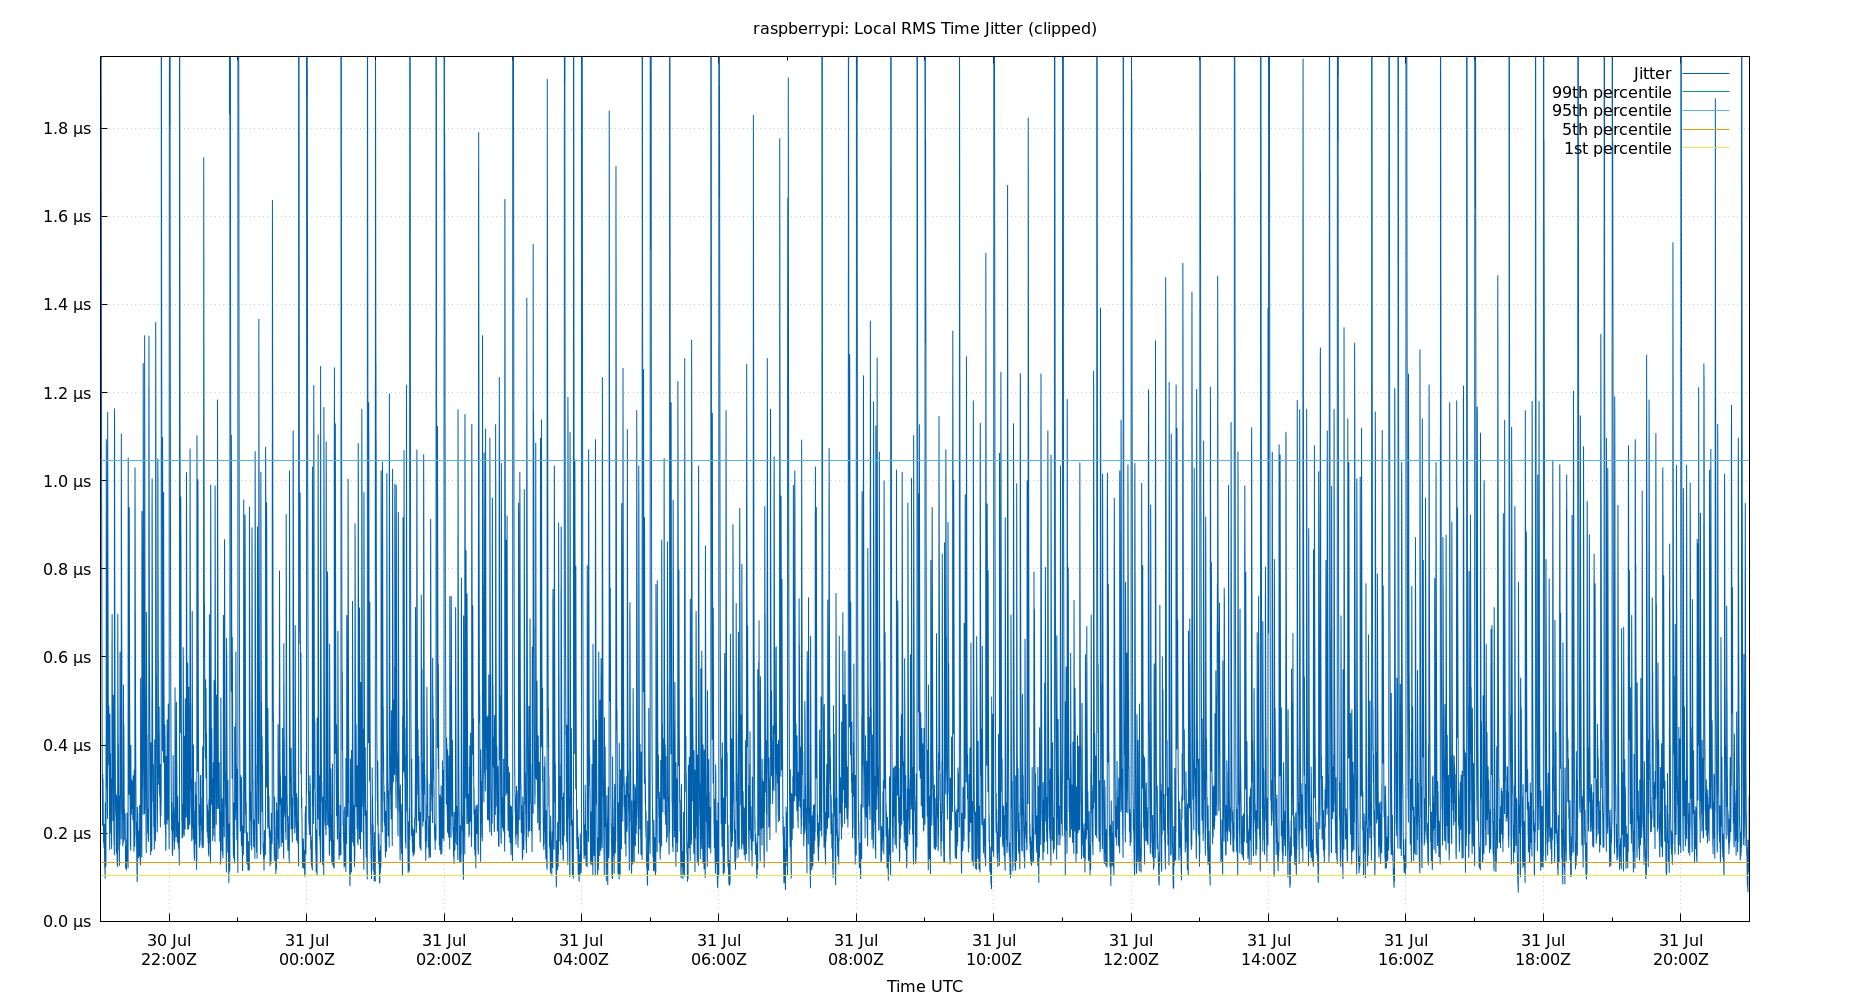 raspberrypi: Local RMS Time Jitter (clipped)
Jitter
99th percentile
95th percentile
5th percentile
1st percentile
1.8 µs
1.6 µs
1.4 µs
1.2 µs
1.0 µs
0.8 µs
0.6 µs
0.4 µs
0.2 µs
0.0 µs
30 Jul 31 Jul 31 Jul 31 Jul 31 Jul 31 Jul 31 Jul 31 Jul 31 Jul 31 Jul 31 Jul 31 Jul
22:00Z 00:00Z 02:00Z 04:00Z 06:00Z 08:00Z 10:00Z 12:00Z 14:00Z 16:00Z 18:00Z 20:00Z
Time UTC